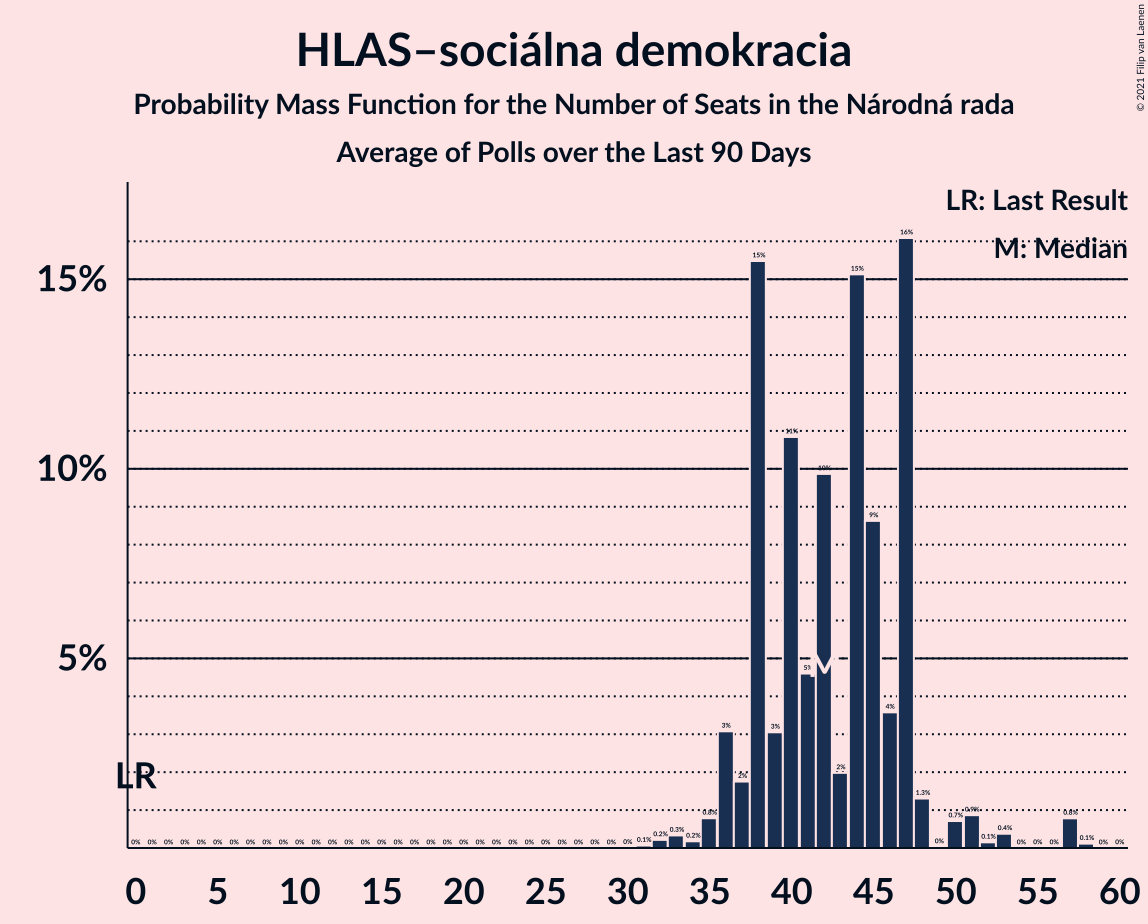 HLAS–sociálna demokracia
Probability Mass Function for the Number of Seats in the Národná rada
Average of Polls over the Last 90 Days
© 2021 Filip van Laenen
LR: Last Result
M: Median
15%
10%
5%
LR
M
0% 0% 0% 0% 0% 0% 0% 0% 0% 0% 0% 0% 0% 0% 0% 0% 0% 0% 0% 0% 0% 0% 0% 0% 0% 0% 0% 0% 0% 0% 0% 0.1% 0.2% 0.3% 0.2% 0.8% 3% 2% 15% 3% 11% 5% 10% 2% 15% 9% 4% 16% 1.3% 0% 0.7% 0.9% 0.1% 0.4% 0% 0% 0% 0.8% 0.1% 0% 0%
0 5 10 15 20 25 30 35 40 45 50 55 60